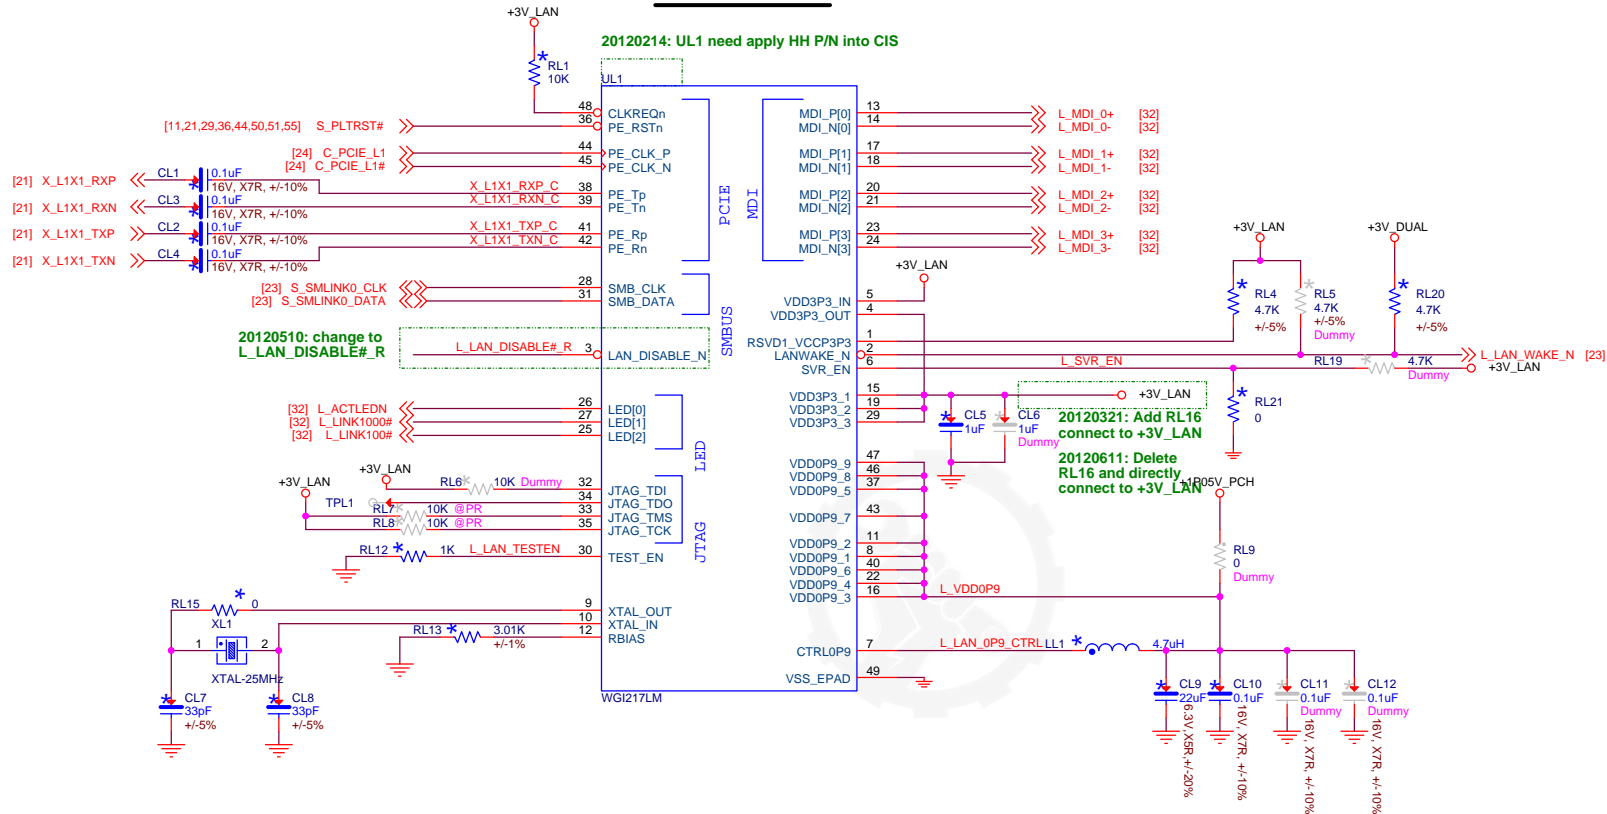 +3V_LAN
20120214: UL1 need apply HH P/N into CIS
RL1
10K
UL1
48
CLKREQn
[11,21,29,36,44,50,51,55] S_PLTRST#
36
PE_RSTn
[24] C_PCIE_L1
44
PE_CLK_P
[24] C_PCIE_L1#
45
PE_CLK_N
[21] X_L1X1_RXP
CL1
0.1uF
16V, X7R, +/-10%
X_L1X1_RXP_C
38
PE_Tp
[21] X_L1X1_RXN
CL3
0.1uF
16V, X7R, +/-10%
X_L1X1_RXN_C
39
PE_Tn
[21] X_L1X1_TXP
CL2
0.1uF
16V, X7R, +/-10%
X_L1X1_TXP_C
41
PE_Rp
[21] X_L1X1_TXN
CL4
0.1uF
16V, X7R, +/-10%
X_L1X1_TXN_C
42
PE_Rn
PCIE
[23] S_SMLINK0_CLK
28
SMB_CLK
[23] S_SMLINK0_DATA
31
SMB_DATA
SMBUS
20120510: change to
L_LAN_DISABLE#_R
L_LAN_DISABLE#_R
3
LAN_DISABLE_N
[32] L_ACTLEDN
26
LED[0]
[32] L_LINK1000#
27
LED[1]
[32] L_LINK100#
25
LED[2]
LED
+3V_LAN
+3V_LAN
RL6
10K Dummy
32
JTAG_TDI
TPL1
34
JTAG_TDO
RL7
10K @PR
33
JTAG_TMS
RL8
10K @PR
35
JTAG_TCK
JTAG
RL12
1K
L_LAN_TESTEN
30
TEST_EN
RL15
0
9
XTAL_OUT
10
XTAL_IN
XL1
1
2
XTAL-25MHz
RL13
3.01K
+/-1%
12
RBIAS
CL7
33pF
+/-5%
CL8
33pF
+/-5%
WGI217LM
MDI
MDI_P[0]
13
L_MDI_0+ [32]
MDI_N[0]
14
L_MDI_0- [32]
MDI_P[1]
17
L_MDI_1+ [32]
MDI_N[1]
18
L_MDI_1- [32]
MDI_P[2]
20
L_MDI_2+ [32]
MDI_N[2]
21
L_MDI_2- [32]
MDI_P[3]
23
L_MDI_3+ [32]
MDI_N[3]
24
L_MDI_3- [32]
+3V_LAN
VDD3P3_IN
5
VDD3P3_OUT
4
RSVD1_VCCP3P3
1
LANWAKE_N
2
SVR_EN
6
L_SVR_EN
+3V_LAN
+3V_DUAL
RL4
4.7K
+/-5%
RL5
4.7K
+/-5%
Dummy
RL20
4.7K
+/-5%
L_LAN_WAKE_N [23]
RL19
4.7K
Dummy
+3V_LAN
RL21
0
VDD3P3_1
15
VDD3P3_2
19
VDD3P3_3
29
+3V_LAN
CL5
1uF
CL6
1uF
Dummy
20120321: Add RL16
connect to +3V_LAN
20120611: Delete
RL16 and directly
connect to +3V_LAN
+1P05V_PCH
VDD0P9_9
47
VDD0P9_8
46
VDD0P9_5
37
VDD0P9_7
43
VDD0P9_2
11
VDD0P9_1
8
VDD0P9_6
40
VDD0P9_4
22
VDD0P9_3
16
L_VDD0P9
RL9
0
Dummy
CTRL0P9
7
L_LAN_0P9_CTRL
LL1
4.7uH
VSS_EPAD
49
CL9
22uF
6.3V,X5R,+/-20%
CL10
0.1uF
16V, X7R, +/-10%
CL11
0.1uF
Dummy
16V, X7R, +/-10%
CL12
0.1uF
Dummy
16V, X7R, +/-10%